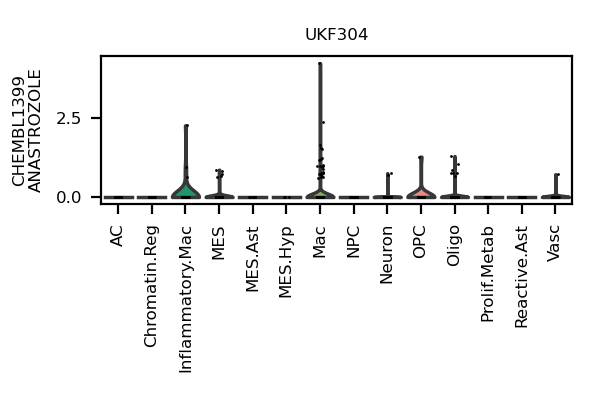 UKF304
CHEMBL1399
ANASTROZOLE
2.5
0.0
AC
Chromatin.Reg
Inflammatory.Mac
MES
MES.Ast
MES.Hyp
Mac
NPC
Neuron
OPC
Oligo
Prolif.Metab
Reactive.Ast
Vasc